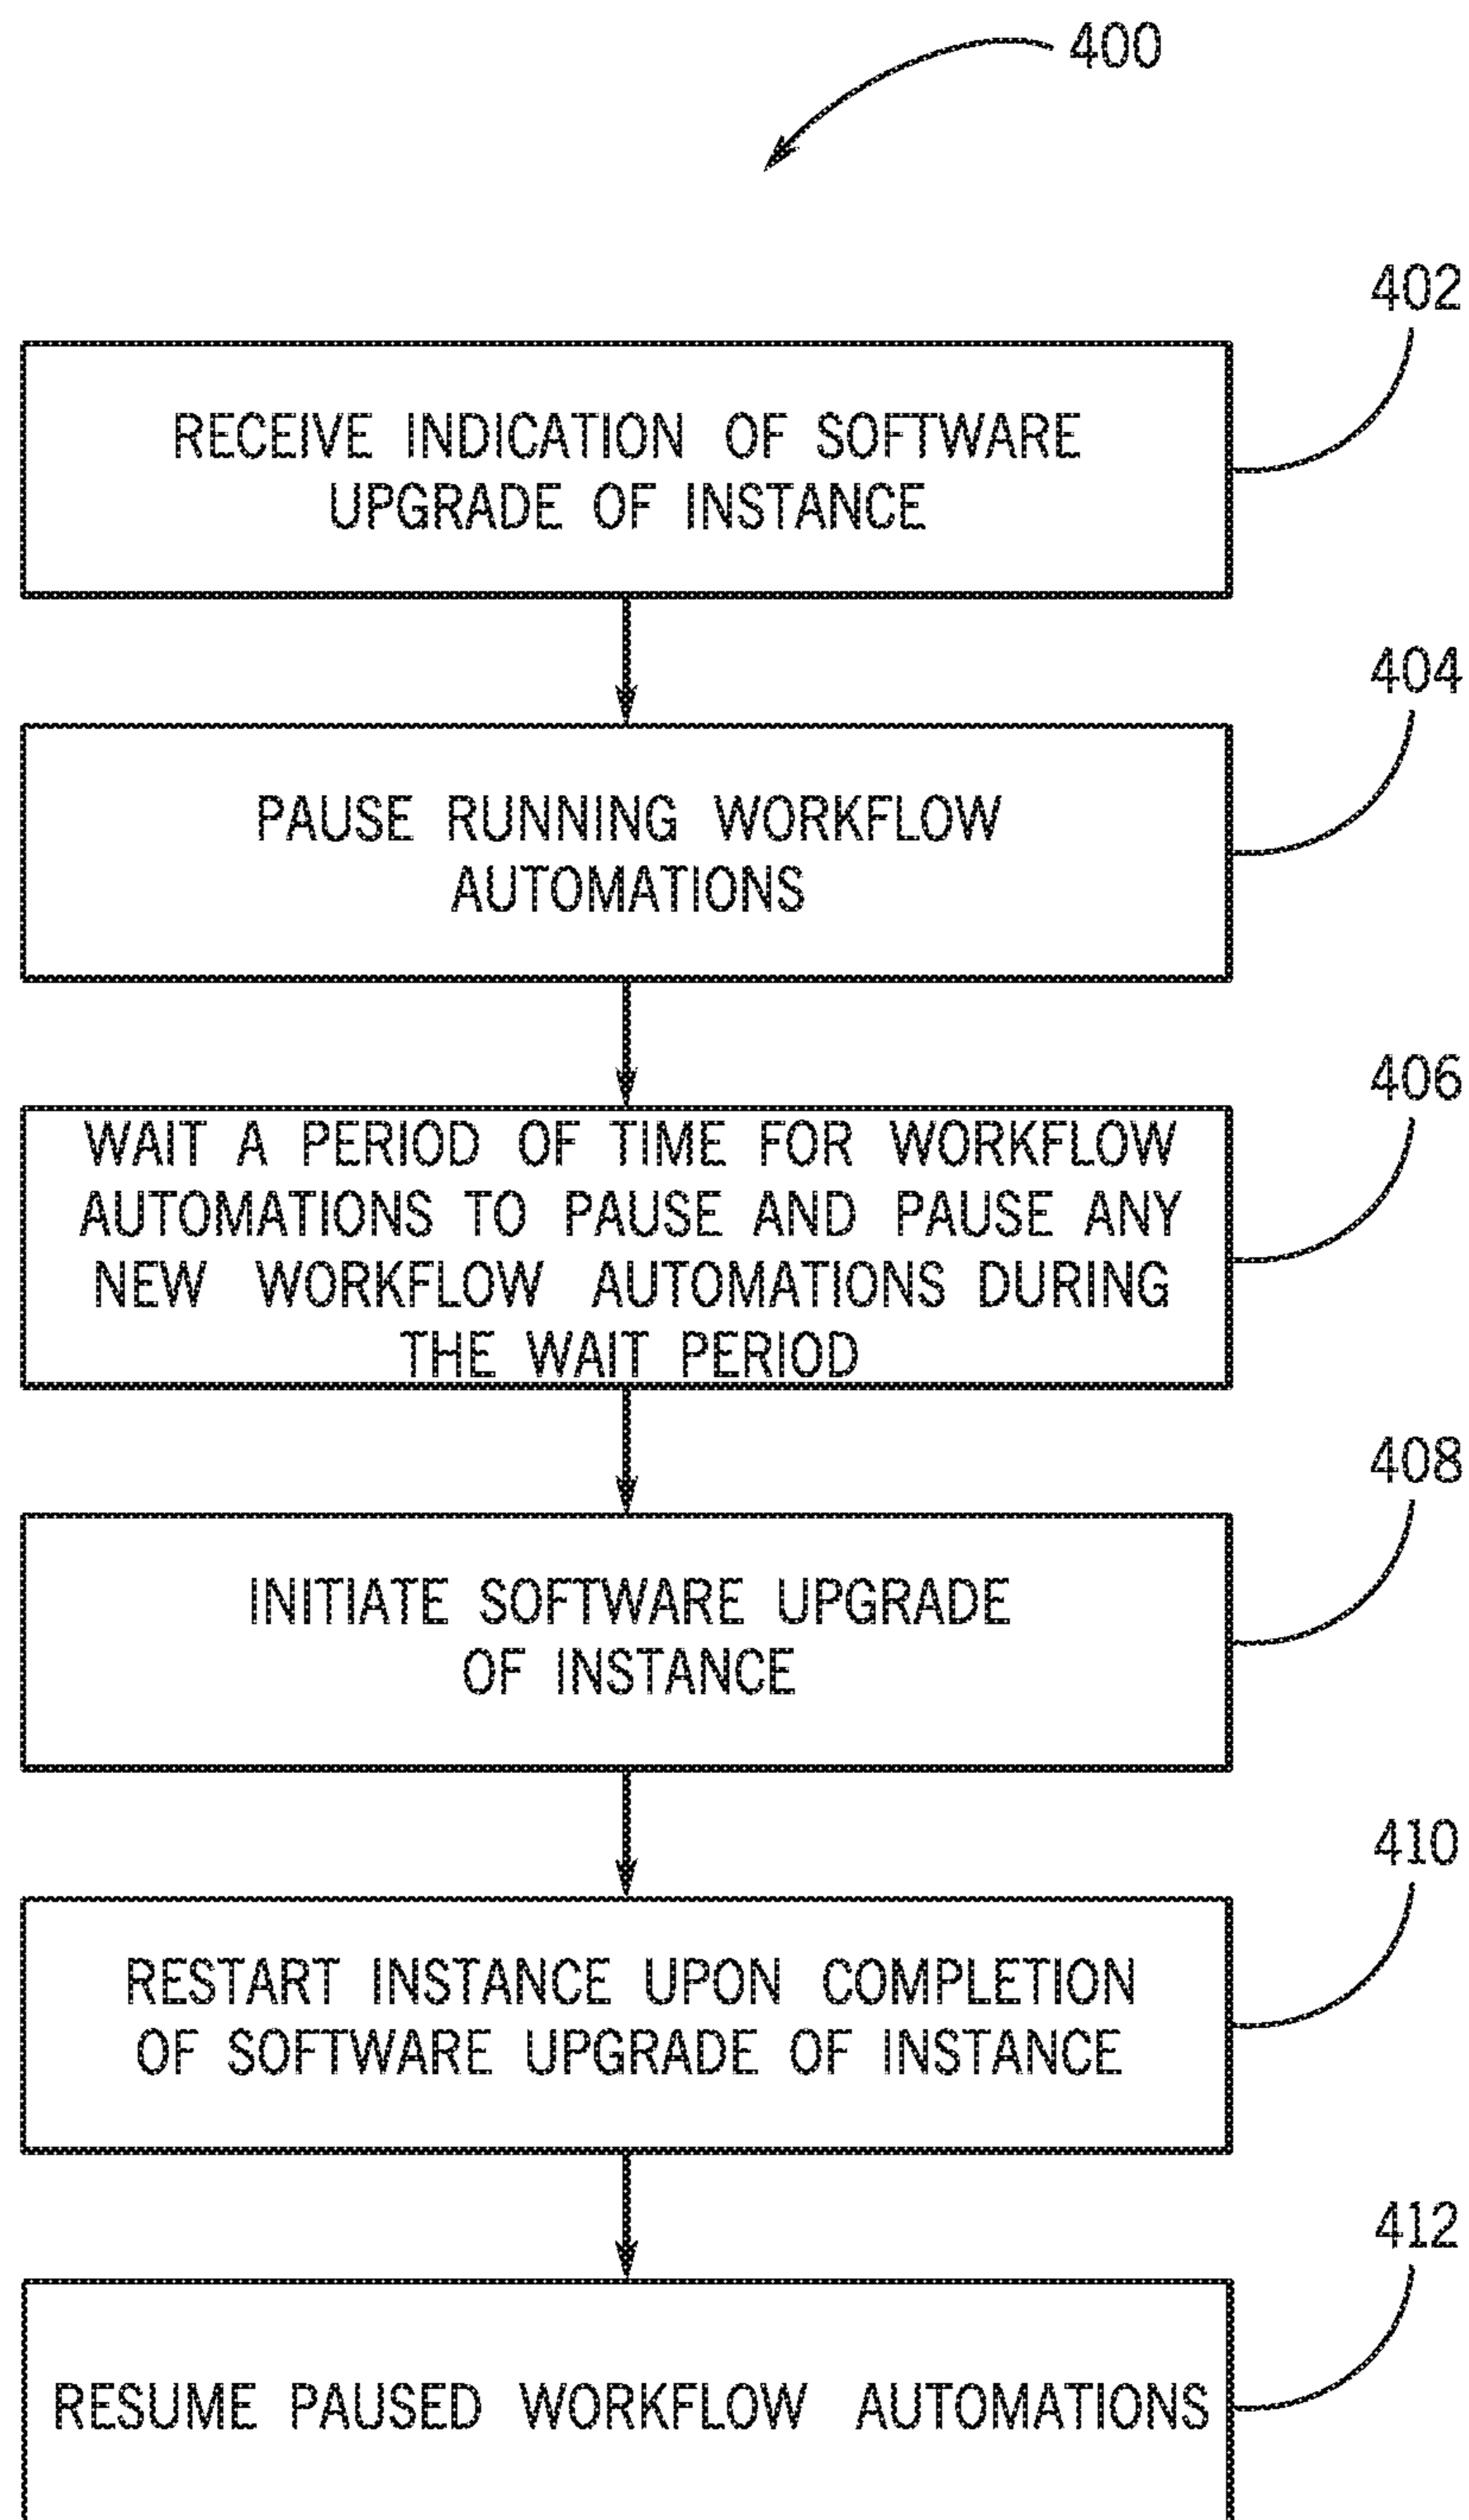 400
402
RECEIVE INDICATION OF SOFTWARE
UPGRADE OF INSTANCE
404
PAUSE RUNNING WORKFLOW
AUTOMATIONS
406
WAIT A PERIOD OF TIME FOR WORKFLOW
AUTOMATIONS TO PAUSE AND PAUSE ANY
NEW WORKFLOW AUTOMATIONS DURING
THE WAIT PERIOD
408
INITIATE SOFTWARE UPGRADE
OF INSTANCE
410
RESTART INSTANCE UPON COMPLETION
OF SOFTWARE UPGRADE OF INSTANCE
412
RESUME PAUSED WORKFLOW AUTOMATIONS